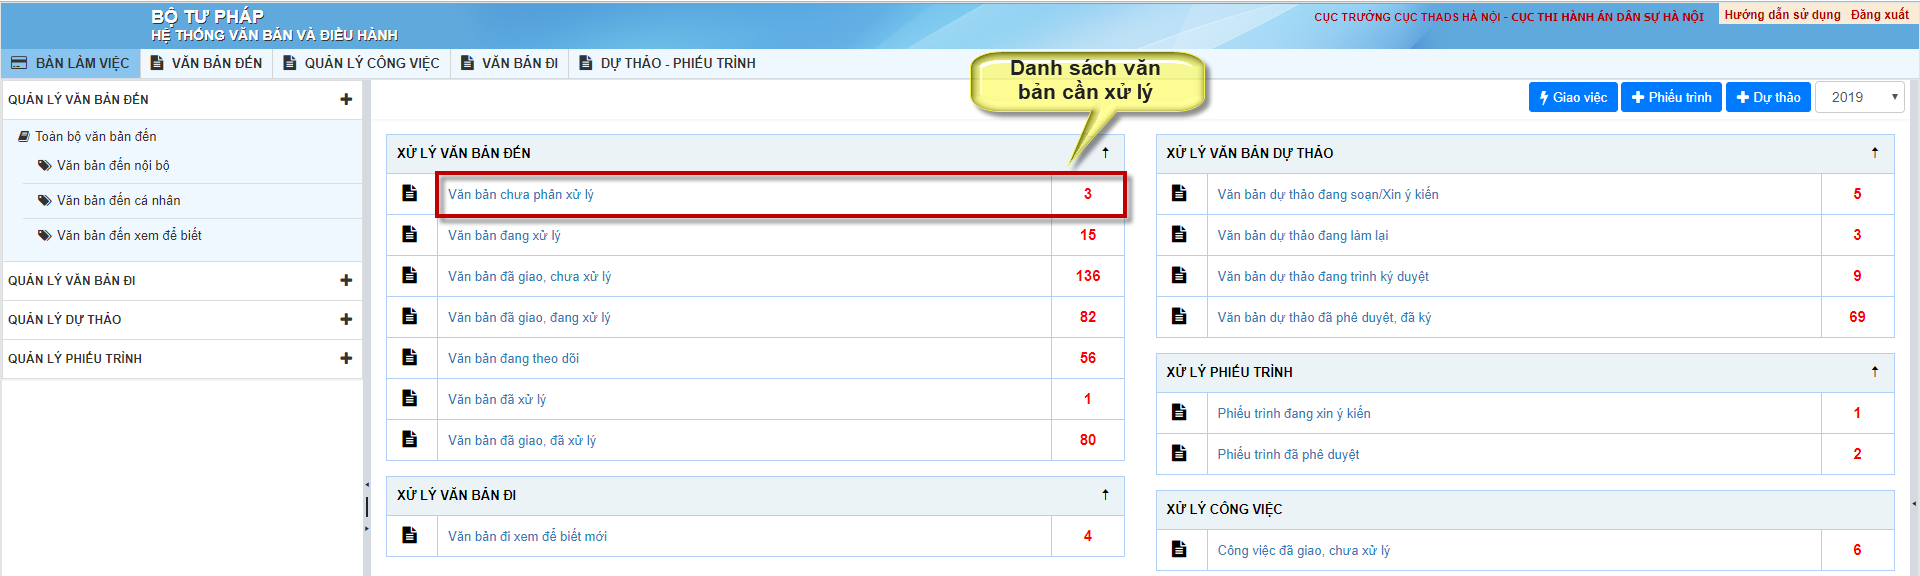 BỘ TƯ PHÁP
HỆ THỐNG VĂN BẢN VÀ ĐIỀU HÀNH
CỤC TRƯỞNG CỤC THADS HÀ NỘI - CỤC THI HÀNH ÁN DÂN SỰ HÀ NỘI
Hướng dẫn sử dụng Đăng xuất
BÀN LÀM VIỆC VĂN BẢN ĐẾN QUẢN LÝ CÔNG VIỆC VĂN BẢN ĐI DỰ THẢO - PHIẾU TRÌNH
Danh sách văn
bản cần xử lý
Giao việc Phiếu trình Dự thảo 2019
QUẢN LÝ VĂN BẢN ĐẾN
Toàn bộ văn bản đến
Văn bản đến nội bộ
Văn bản đến cá nhân
Văn bản đến xem để biết
QUẢN LÝ VĂN BẢN ĐI
QUẢN LÝ DỰ THẢO
QUẢN LÝ PHIẾU TRÌNH
XỬ LÝ VĂN BẢN ĐẾN
Văn bản chưa phân xử lý 3
Văn bản đang xử lý 15
Văn bản đã giao, chưa xử lý 136
Văn bản đã giao, đang xử lý 82
Văn bản đang theo dõi 56
Văn bản đã xử lý 1
Văn bản đã giao, đã xử lý 80
XỬ LÝ VĂN BẢN ĐI
Văn bản đi xem để biết mới 4
XỬ LÝ VĂN BẢN DỰ THẢO
Văn bản dự thảo đang soạn/Xin ý kiến 5
Văn bản dự thảo đang làm lại 3
Văn bản dự thảo đang trình ký duyệt 9
Văn bản dự thảo đã phê duyệt, đã ký 69
XỬ LÝ PHIẾU TRÌNH
Phiếu trình đang xin ý kiến 1
Phiếu trình đã phê duyệt 2
XỬ LÝ CÔNG VIỆC
Công việc đã giao, chưa xử lý 6